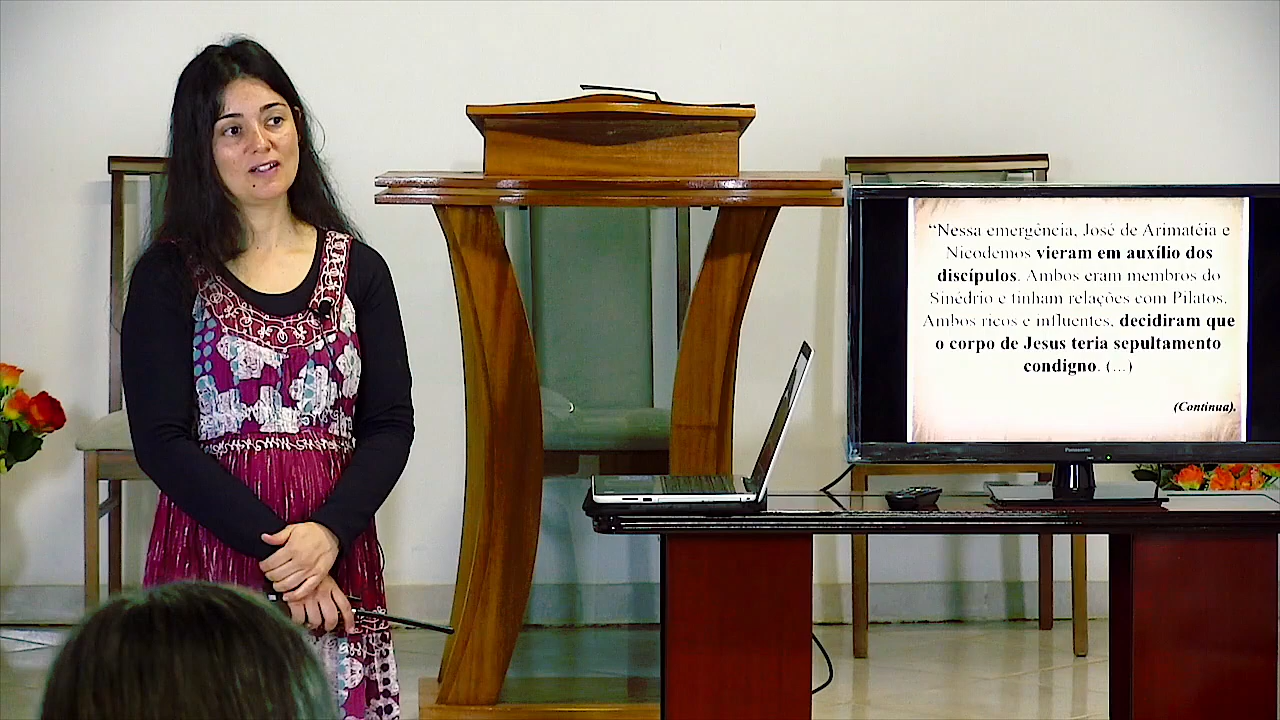 “Nessa emergência, José de Arimatéia e
Nicodemos vieram em auxílio dos
discípulos. Ambos eram membros do
Sinédrio e tinham relações com Pilatos.
Ambos ricos e influentes, decidiram que
o corpo de Jesus teria sepultamento
condigno. (...)
(Continua).
Panasonic